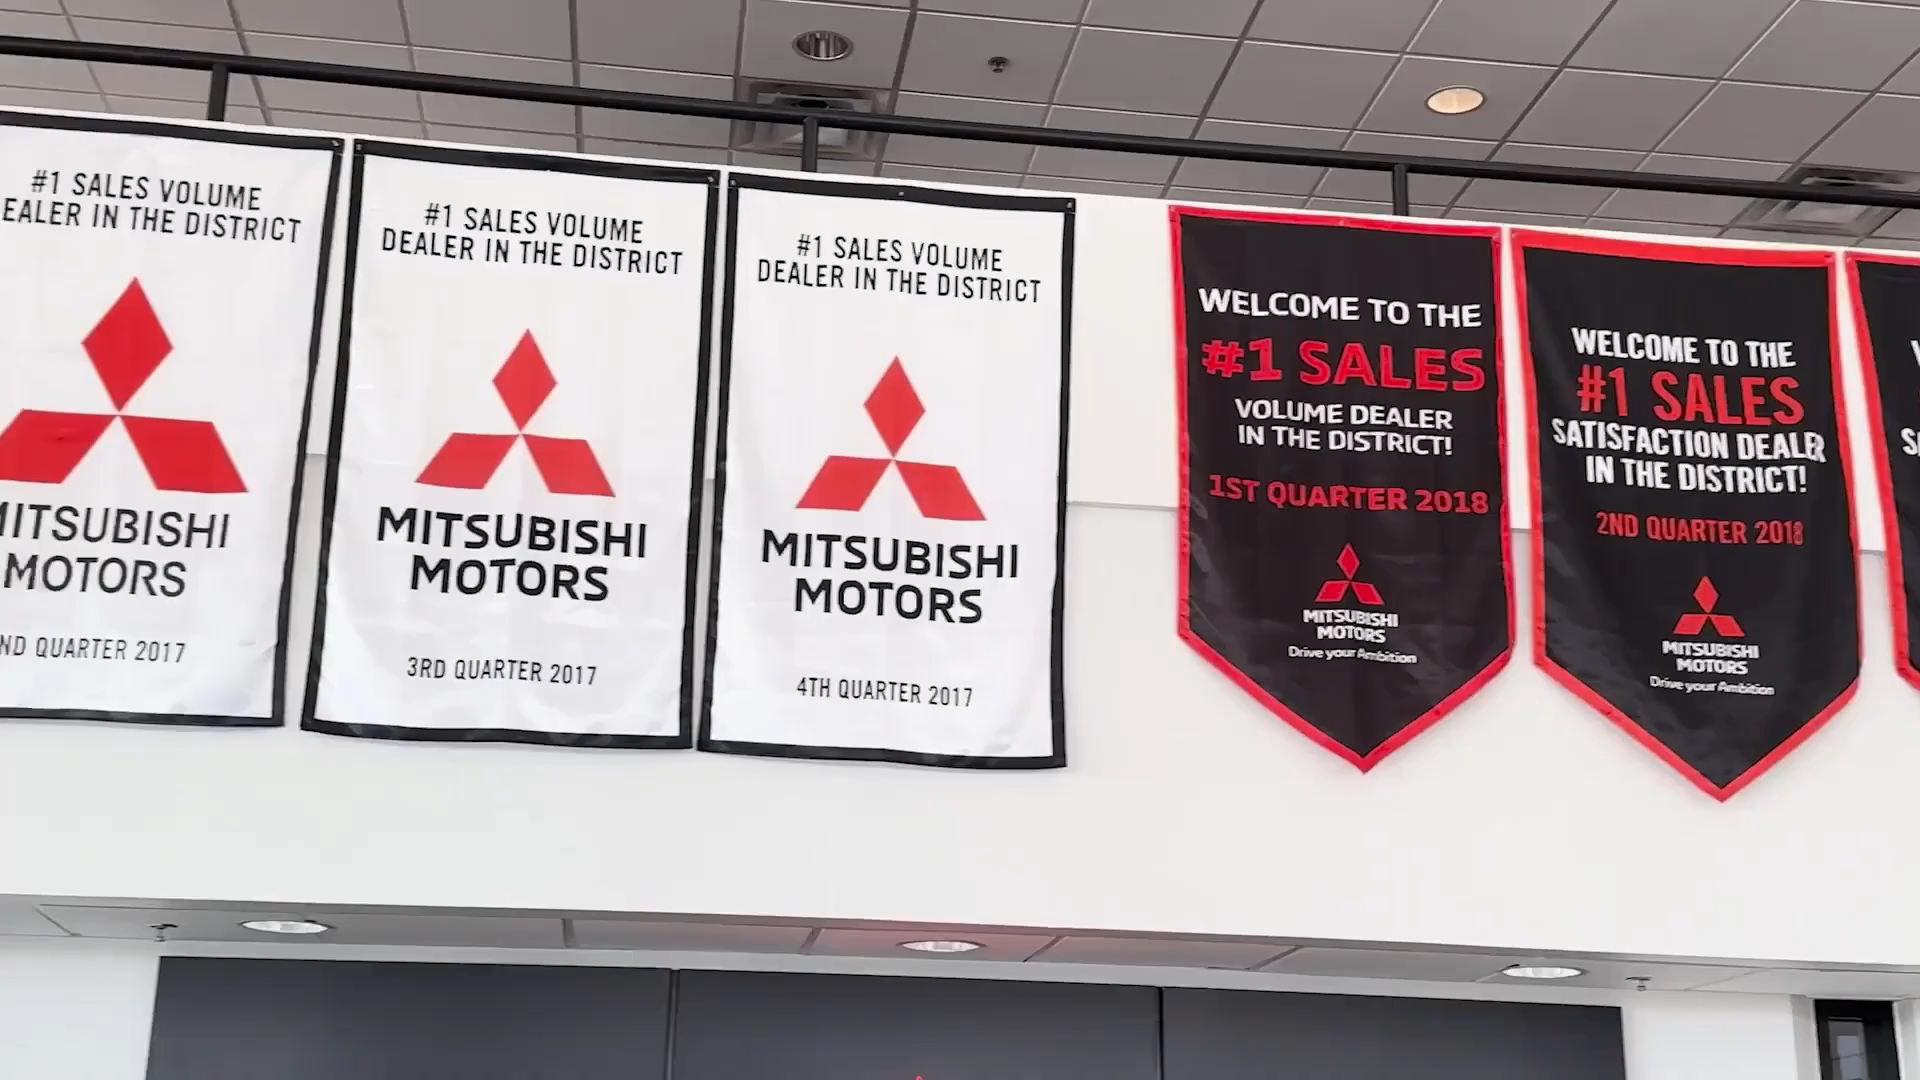 #1 SALES VOLUME
IN THE DISTRICT
MITSUBISHI
MOTORS
QUARTER 2017
#1 SALES VOLUME
DEALER IN THE DISTRICT
MITSUBISHI
MOTORS
3RD QUARTER 2017
#1 SALES VOLUME
DEALER IN THE DISTRICT
MITSUBISHI
MOTORS
4TH QUARTER 2017
WELCOME TO THE
#1 SALES
VOLUME DEALER
IN THE DISTRICT!
1ST QUARTER 2018
MITSUBISHI
MOTORS
Drive your Ambition
WELCOME TO THE
#1 SALES
SATISFACTION DEALER
IN THE DISTRICT!
2ND QUARTER 2018
MITSUBISHI
MOTORS
Drive your Ambition